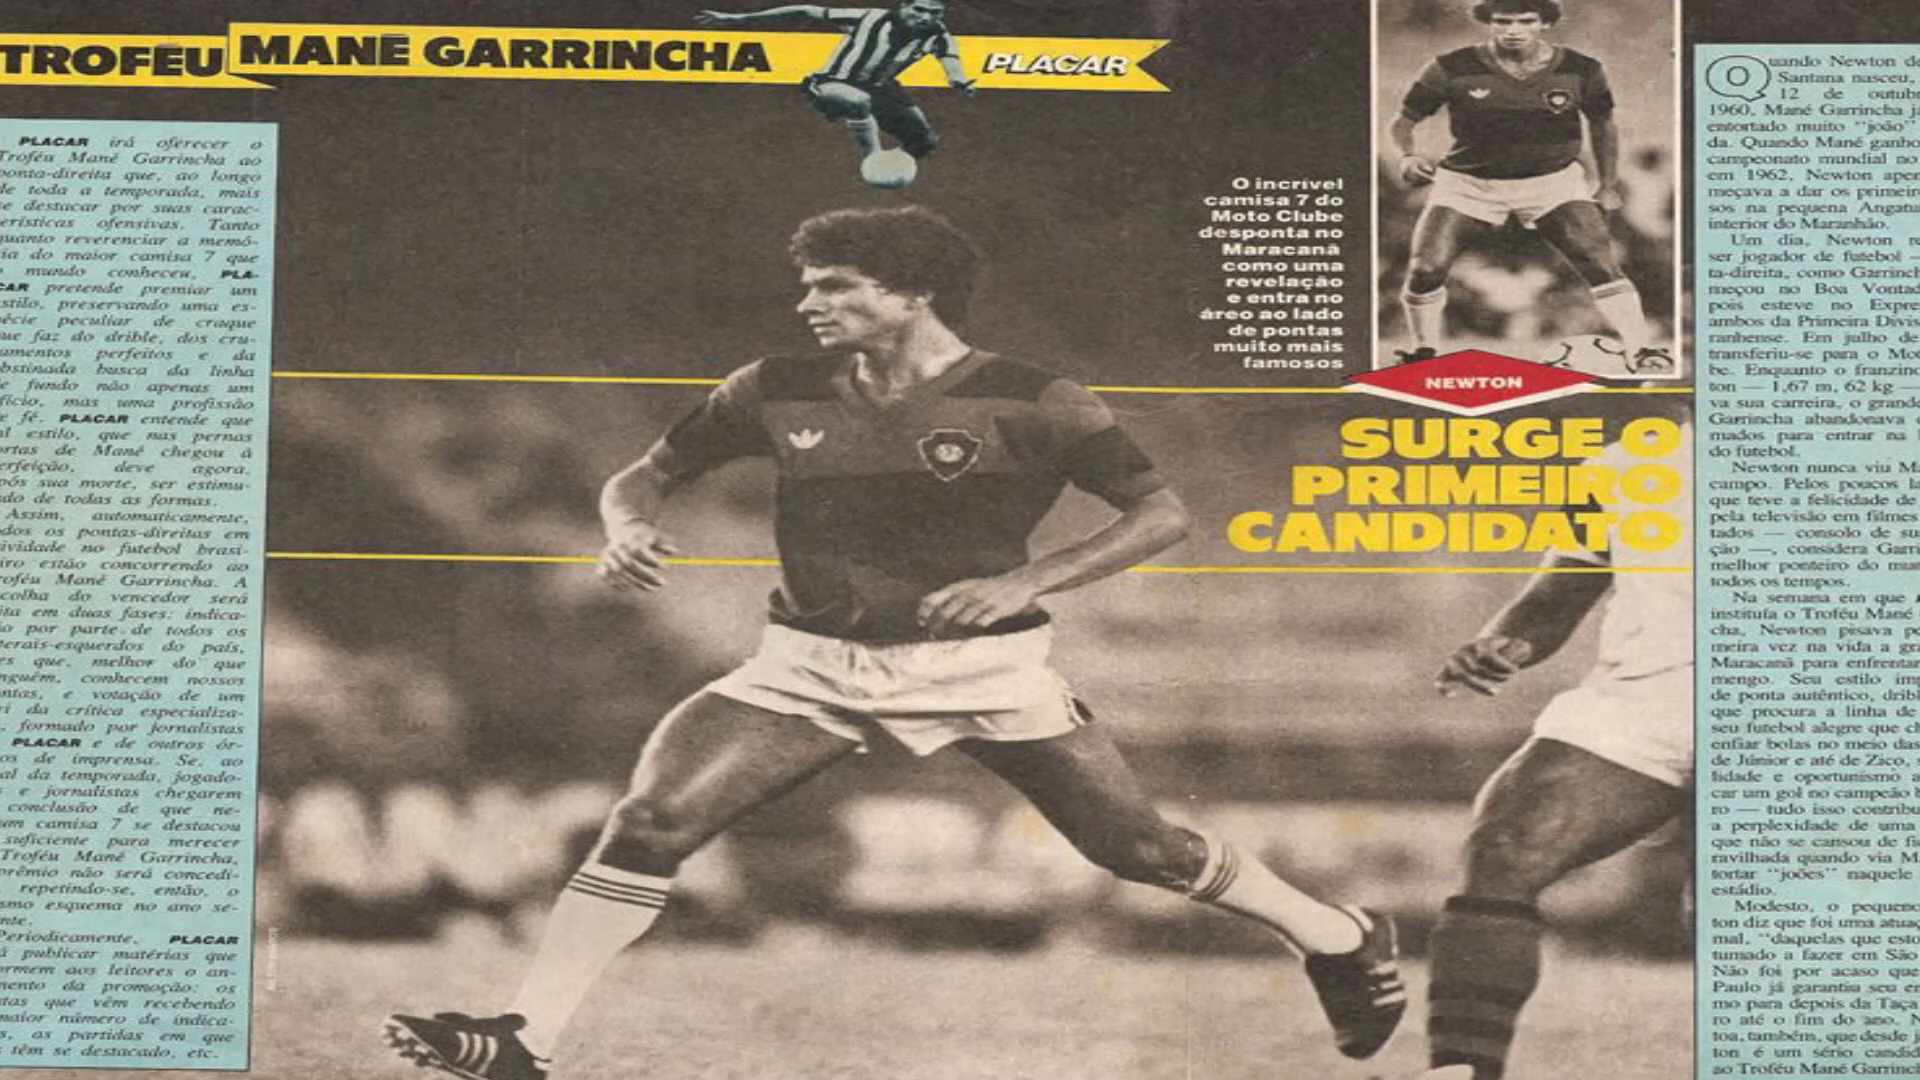 TROFÉU MANÉ GARRINCHA PLACAR
PLACAR irá oferecer o
Troféu Mané Garrincha ao
ponta-direita que, ao longo
de toda a temporada, mais
se destacar por suas carac-
terísticas ofensivas. Tanto
quanto reverenciar a memó-
ria do maior camisa 7 que
o mundo conheceu, PLA-
CAR pretende premiar um
estilo, preservando uma es-
pécie peculiar de craque
que faz do drible, dos cru-
zamentos perfeitos e da
obstinada busca da linha
de fundo não apenas um
ofício, mas uma profissão
de fé. PLACAR entende que
tal estilo, que nas pernas
tortas de Mané chegou à
perfeição, deve agora,
após sua morte, ser estimu-
lado de todas as formas.
Assim, automaticamente,
todos os pontas-direitas em
atividade no futebol brasi-
leiro estão concorrendo ao
Troféu Mané Garrincha. A
escolha do vencedor será
feita em duas fases: indica-
ção por parte de todos os
laterais-esquerdos do país,
es que, melhor do que
ninguém, conhecem nossos
pontas, e votação de um
júri da crítica especializa-
da, formado por jornalistas
PLACAR e de outros ór-
gãos de imprensa. Se, ao
final da temporada, jogado-
res e jornalistas chegarem
conclusão de que ne-
nhum camisa 7 se destacou
suficiente para merecer
Troféu Mané Garrincha,
prêmio não será concedi-
repetindo-se, então, o
mesmo esquema no ano se-
guinte.
Periodicamente, PLACAR
irá publicar matérias que
informem aos leitores o an-
damento da promoção: os
pontas que vêm recebendo
maior número de indica-
ções, as partidas em que
têm se destacado, etc.
O incrível
camisa 7 do
Moto Clube
desponta no
Maracanã
como uma
revelação
e entra no
áreo ao lado
de pontas
muito mais
famosos
NEWTON
SURGE O
PRIMEIRO
CANDIDATO
Quando Newton de
Santana nasceu,
12 de outubr
1960, Mané Garrincha j
entortado muito "joão"
da. Quando Mané ganho
campeonato mundial no
em 1962, Newton apen
meçava a dar os primeir
sos na pequena Angatu
interior do Maranhão.
Um dia, Newton re
ser jogador de futebol —
ta-direita, como Garrinch
meçou no Boa Vontad
pois esteve no Expre
ambos da Primeira Divis
ranhense. Em julho de
transferiu-se para o Mot
be. Enquanto o franzino
ton — 1,67 m, 62 kg —
va sua carreira, o grande
Garrincha abandonava
mados para entrar na
do futebol.
Newton nunca viu M
campo. Pelos poucos la
que teve a felicidade de
pela televisão em filmes
tados — consolo de su
ção —, considera Garri
melhor ponteiro do mu
todos os tempos.
Na semana em que
instituía o Troféu Mané
cha, Newton pisava pe
meira vez na vida a gr
Maracanã para enfrentar
mengo. Seu estilo imp
de ponta autêntico, dribl
que procura a linha de
seu futebol alegre que c
enfiar bolas no meio das
de Júnior e até de Zico, s
lidade e oportunismo a
car um gol no campeão b
ro — tudo isso contribu
a perplexidade de uma
que não se cansou de fi
ravilhada quando via M
tortar "joões" naquele
estádio.
Modesto, o pequeno
ton diz que foi uma atua
mal, "daquelas que esto
tumado a fazer em São
Não foi por acaso que
Paulo já garantiu seu e
mo para depois da Taça
ro até o fim do ano. N
toa, também, que desde j
ton é um sério candid
ao Troféu Mané Garrinc